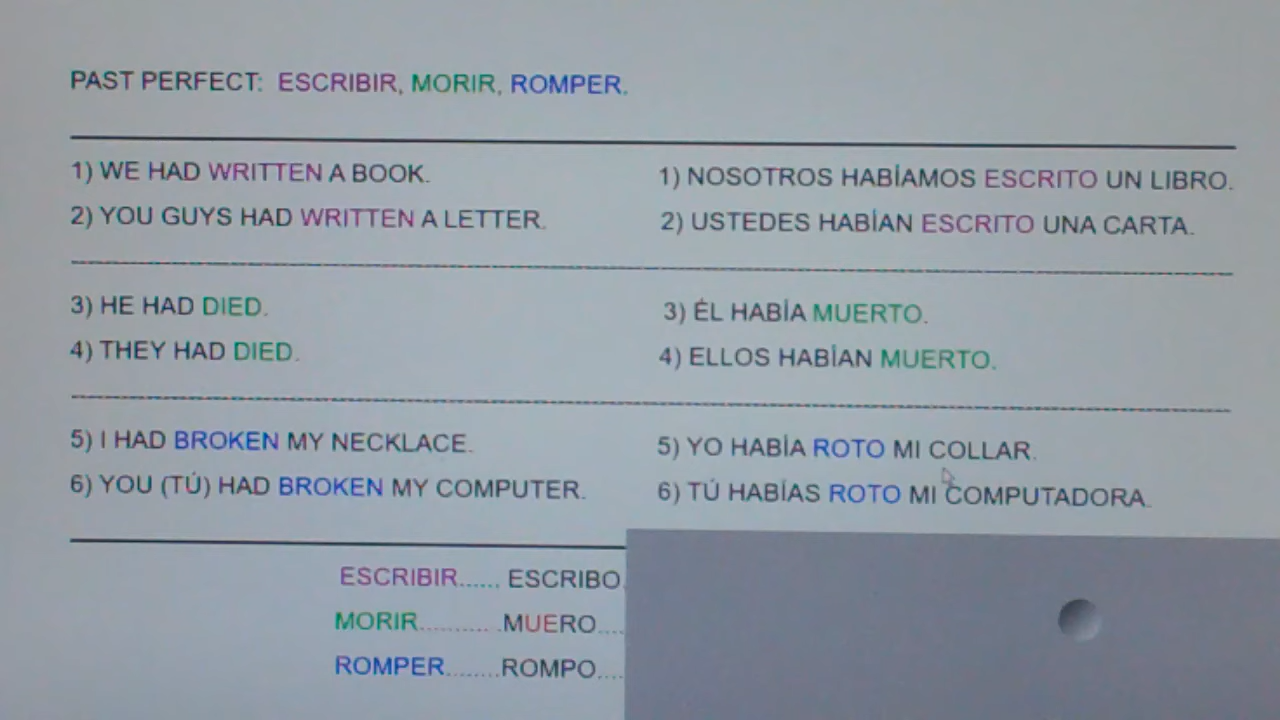 PAST PERFECT: ESCRIBIR, MORIR, ROMPER.
1) WE HAD WRITTEN A BOOK.
2) YOU GUYS HAD WRITTEN A LETTER.
1) NOSOTROS HABÍAMOS ESCRITO UN LIBRO.
2) USTEDES HABÍAN ESCRITO UNA CARTA.
3) HE HAD DIED.
4) THEY HAD DIED.
3) ÉL HABÍA MUERTO.
4) ELLOS HABÍAN MUERTO.
5) I HAD BROKEN MY NECKLACE.
6) YOU (TÚ) HAD BROKEN MY COMPUTER.
5) YO HABÍA ROTO MI COLLAR.
6) TÚ HABÍAS ROTO MI COMPUTADORA.
ESCRIBIR...... ESCRIBO
MORIR.......... .MUERO....
ROMPER........ROMPO....